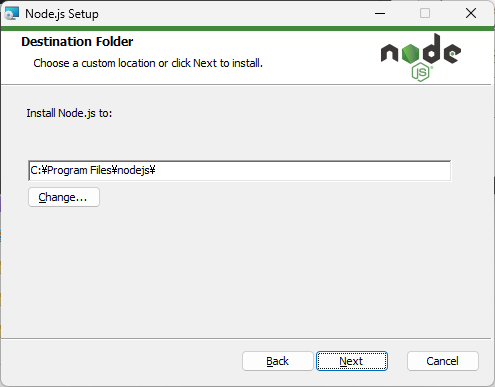 Node.js Setup
Destination Folder
Choose a custom location or click Next to install.
node
JS
Install Node.js to:
C:¥Program Files¥nodejs¥
Change...
Back
Next
Cancel